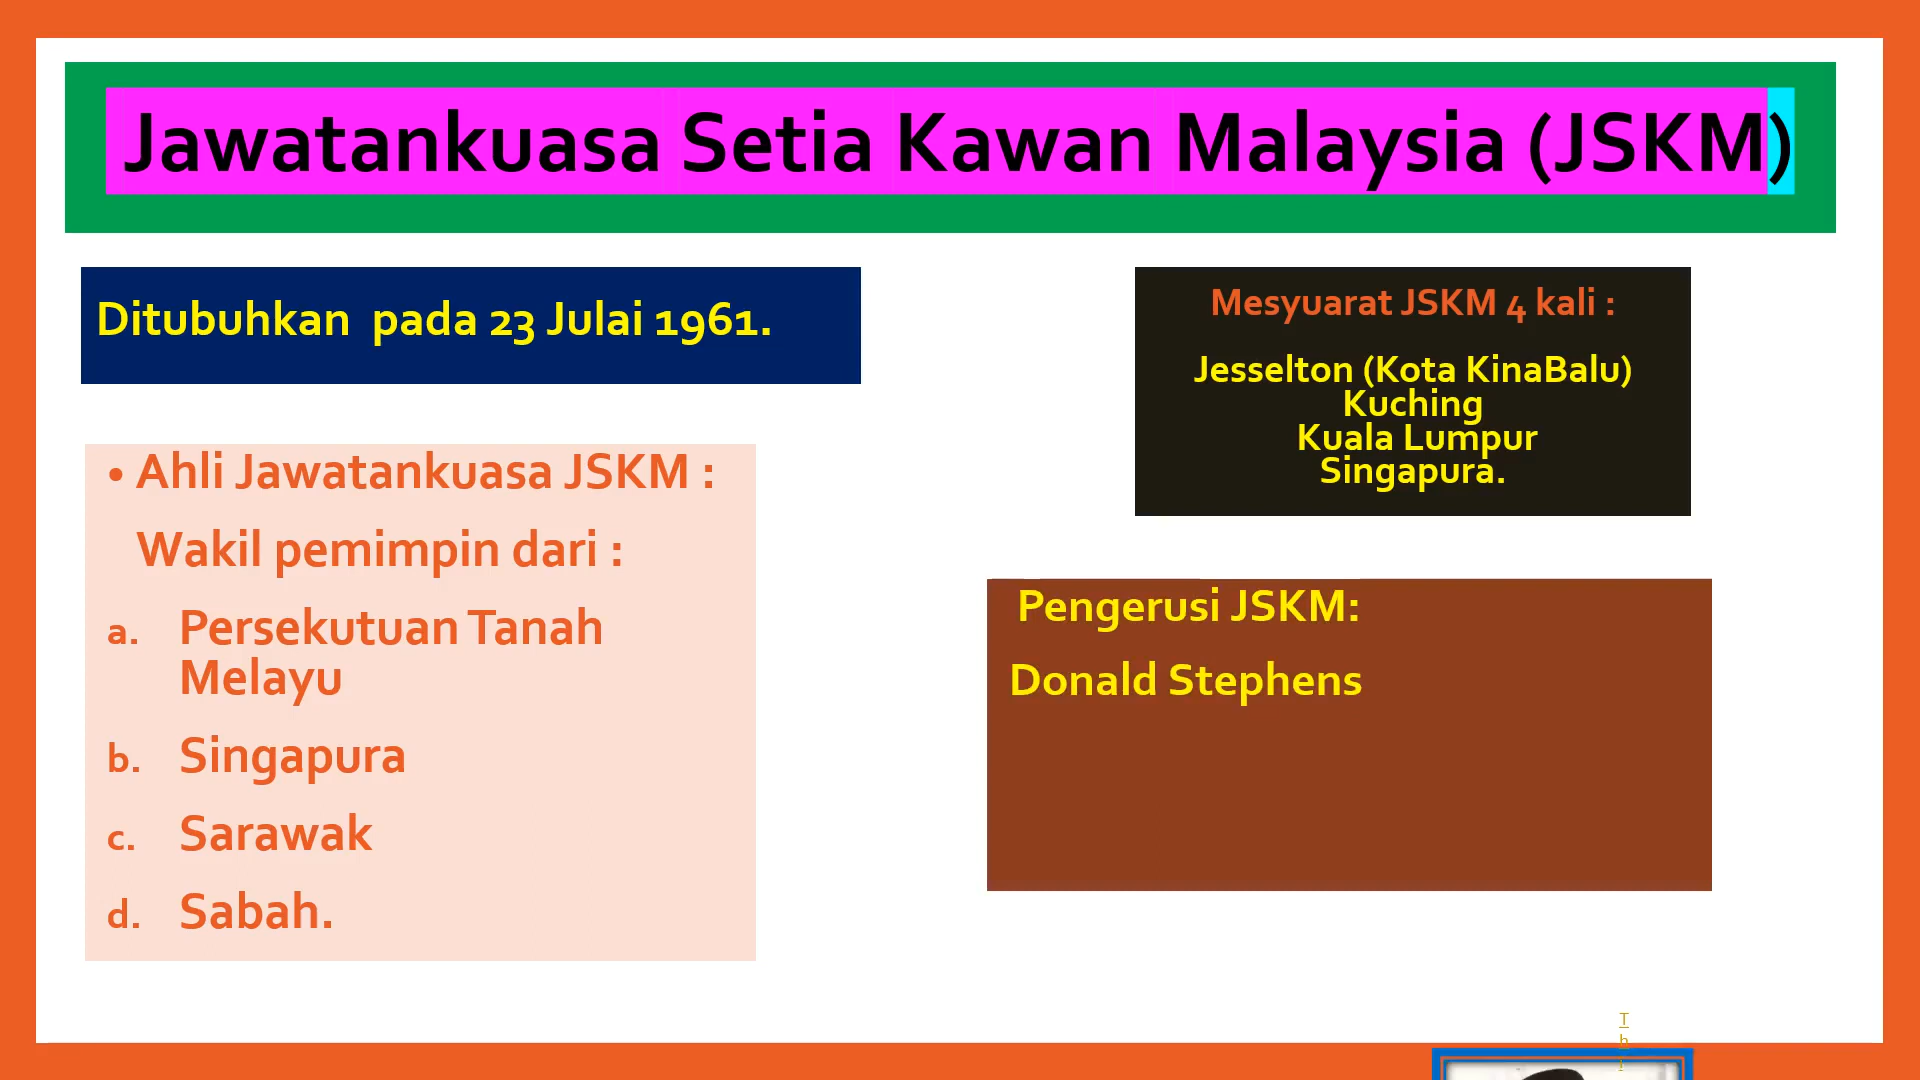 Jawatankuasa Setia Kawan Malaysia (JSKM)
Ditubuhkan pada 23 Julai 1961.
• Ahli Jawatankuasa JSKM :
Wakil pemimpin dari :
a. Persekutuan Tanah
Melayu
b. Singapura
c. Sarawak
d. Sabah.
Mesyuarat JSKM 4 kali :
Jesselton (Kota KinaBalu)
Kuching
Kuala Lumpur
Singapura.
Pengerusi JSKM:
Donald Stephens
T
h